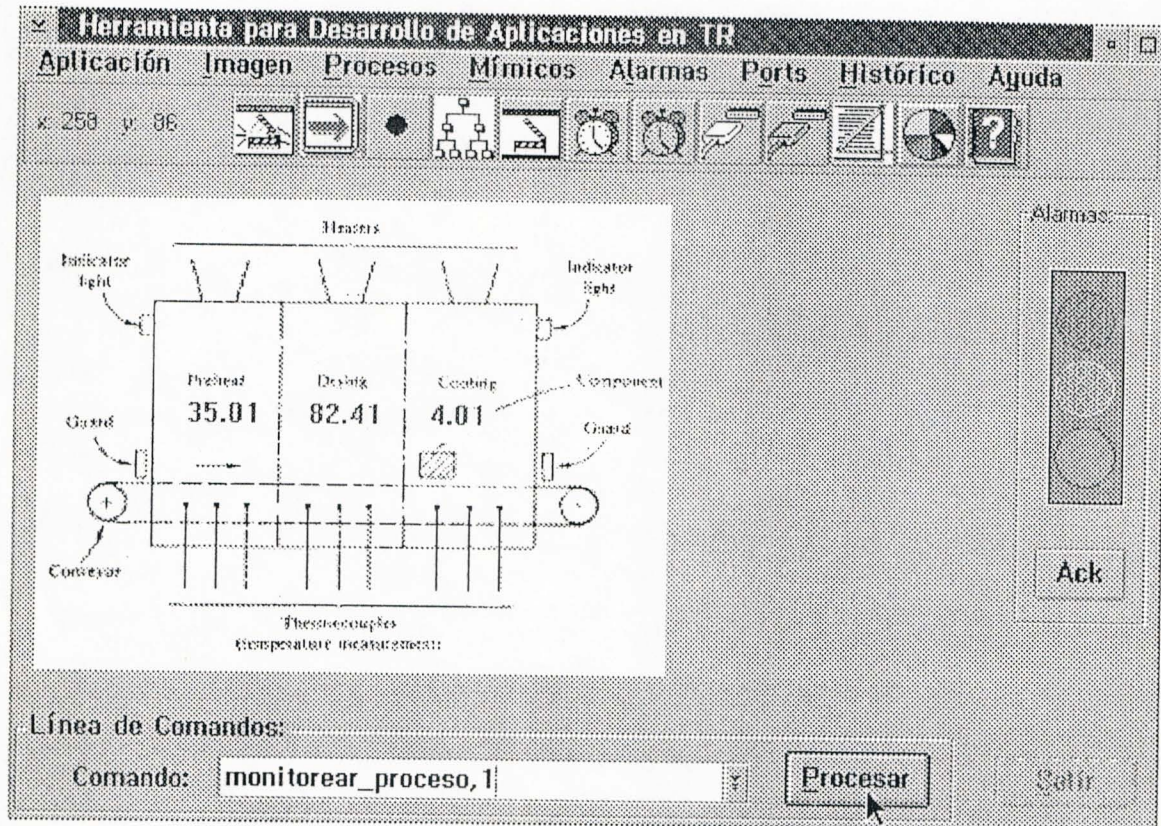 Herramienta para Desarrollo de Aplicaciones en TR
Aplicación Imagen Procesos Mímicos Alarmas Ports Histórico Ayuda
x: 258 y: 86
Alarmas:
Heaters
Indicator light
Indicator light
Preheat Drying Cooling Component
35.01 82.41 4.01
Guard
Guard
Conveyor
Ack
Thermocouples
(temperature measurement)
Línea de Comandos:
Comando: monitorear_proceso,1 Procesar Salir